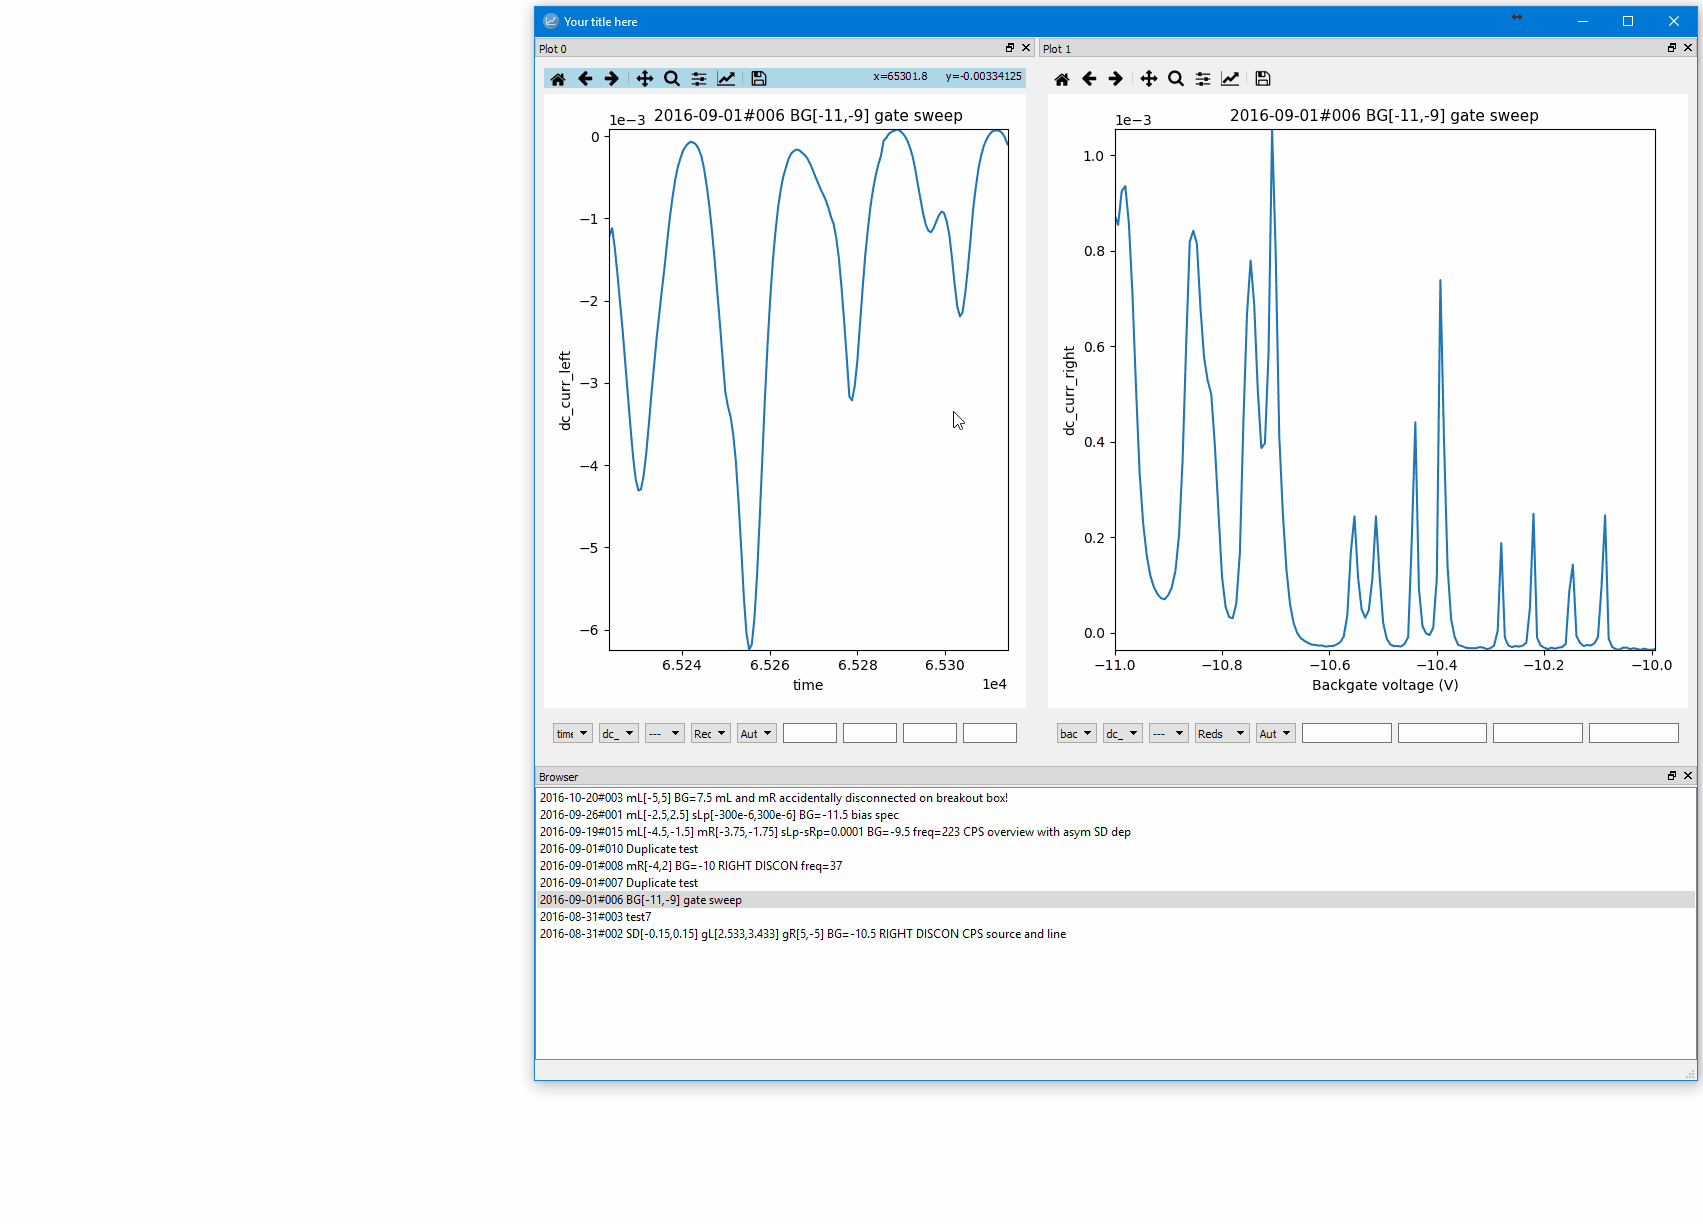 Your title here
Plot 0
Plot 1
x=65301.8 y=-0.00334125
1e−3 2016-09-01#006 BG[-11,-9] gate sweep
0
−1
−2
−3
−4
−5
−6
dc_curr_left
6.524 6.526 6.528 6.530
time
1e4
1e−3 2016-09-01#006 BG[-11,-9] gate sweep
1.0
0.8
0.6
0.4
0.2
0.0
dc_curr_right
−11.0 −10.8 −10.6 −10.4 −10.2 −10.0
Backgate voltage (V)
time dc_ --- Rec Aut
bac dc_ --- Reds Aut
Browser
2016-10-20#003 mL[-5,5] BG=7.5 mL and mR accidentally disconnected on breakout box!
2016-09-26#001 mL[-2.5,2.5] sLp[-300e-6,300e-6] BG=-11.5 bias spec
2016-09-19#015 mL[-4.5,-1.5] mR[-3.75,-1.75] sLp-sRp=0.0001 BG=-9.5 freq=223 CPS overview with asym SD dep
2016-09-01#010 Duplicate test
2016-09-01#008 mR[-4,2] BG=-10 RIGHT DISCON freq=37
2016-09-01#007 Duplicate test
2016-09-01#006 BG[-11,-9] gate sweep
2016-08-31#003 test7
2016-08-31#002 SD[-0.15,0.15] gL[2.533,3.433] gR[5,-5] BG=-10.5 RIGHT DISCON CPS source and line